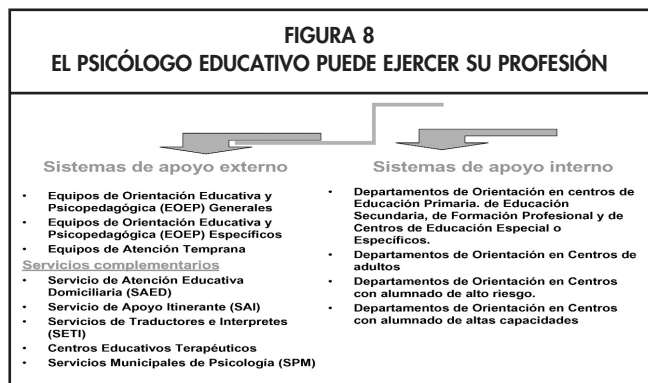 FIGURA 8
EL PSICÓLOGO EDUCATIVO PUEDE EJERCER SU PROFESIÓN
Sistemas de apoyo externo
• Equipos de Orientación Educativa y
Psicopedagógica (EOEP) Generales
• Equipos de Orientación Educativa y
Psicopedagógica (EOEP) Específicos
• Equipos de Atención Temprana
Servicios complementarios
• Servicio de Atención Educativa
Domiciliaria (SAED)
• Servicio de Apoyo Itinerante (SAI)
• Servicios de Traductores e Interpretes
(SETI)
• Centros Educativos Terapéuticos
• Servicios Municipales de Psicología (SPM)
Sistemas de apoyo interno
• Departamentos de Orientación en centros de
Educación Primaria. de Educación
Secundaria, de Formación Profesional y de
Centros de Educación Especial o
Específicos.
• Departamentos de Orientación en Centros de
adultos
• Departamentos de Orientación en Centros
con alumnado de alto riesgo.
• Departamentos de Orientación en Centros
con alumnado de altas capacidades